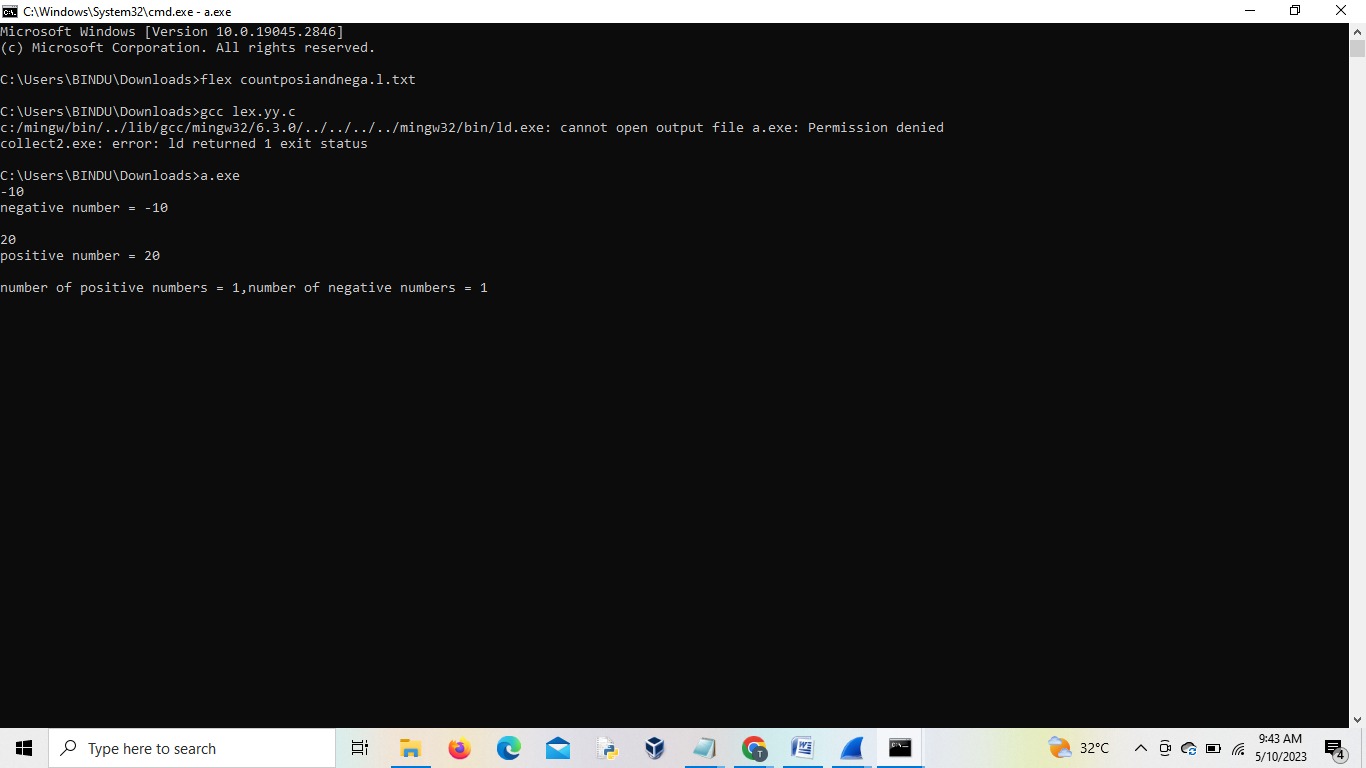 C:\Windows\System32\cmd.exe - a.exe
Microsoft Windows [Version 10.0.19045.2846]
(c) Microsoft Corporation. All rights reserved.
C:\Users\BINDU\Downloads>flex countposiandnega.l.txt
C:\Users\BINDU\Downloads>gcc lex.yy.c
c:/mingw/bin/../lib/gcc/mingw32/6.3.0/../../../../mingw32/bin/ld.exe: cannot open output file a.exe: Permission denied
collect2.exe: error: ld returned 1 exit status
C:\Users\BINDU\Downloads>a.exe
-10
negative number = -10
20
positive number = 20
number of positive numbers = 1,number of negative numbers = 1
Type here to search
32°C
9:43 AM
5/10/2023
4